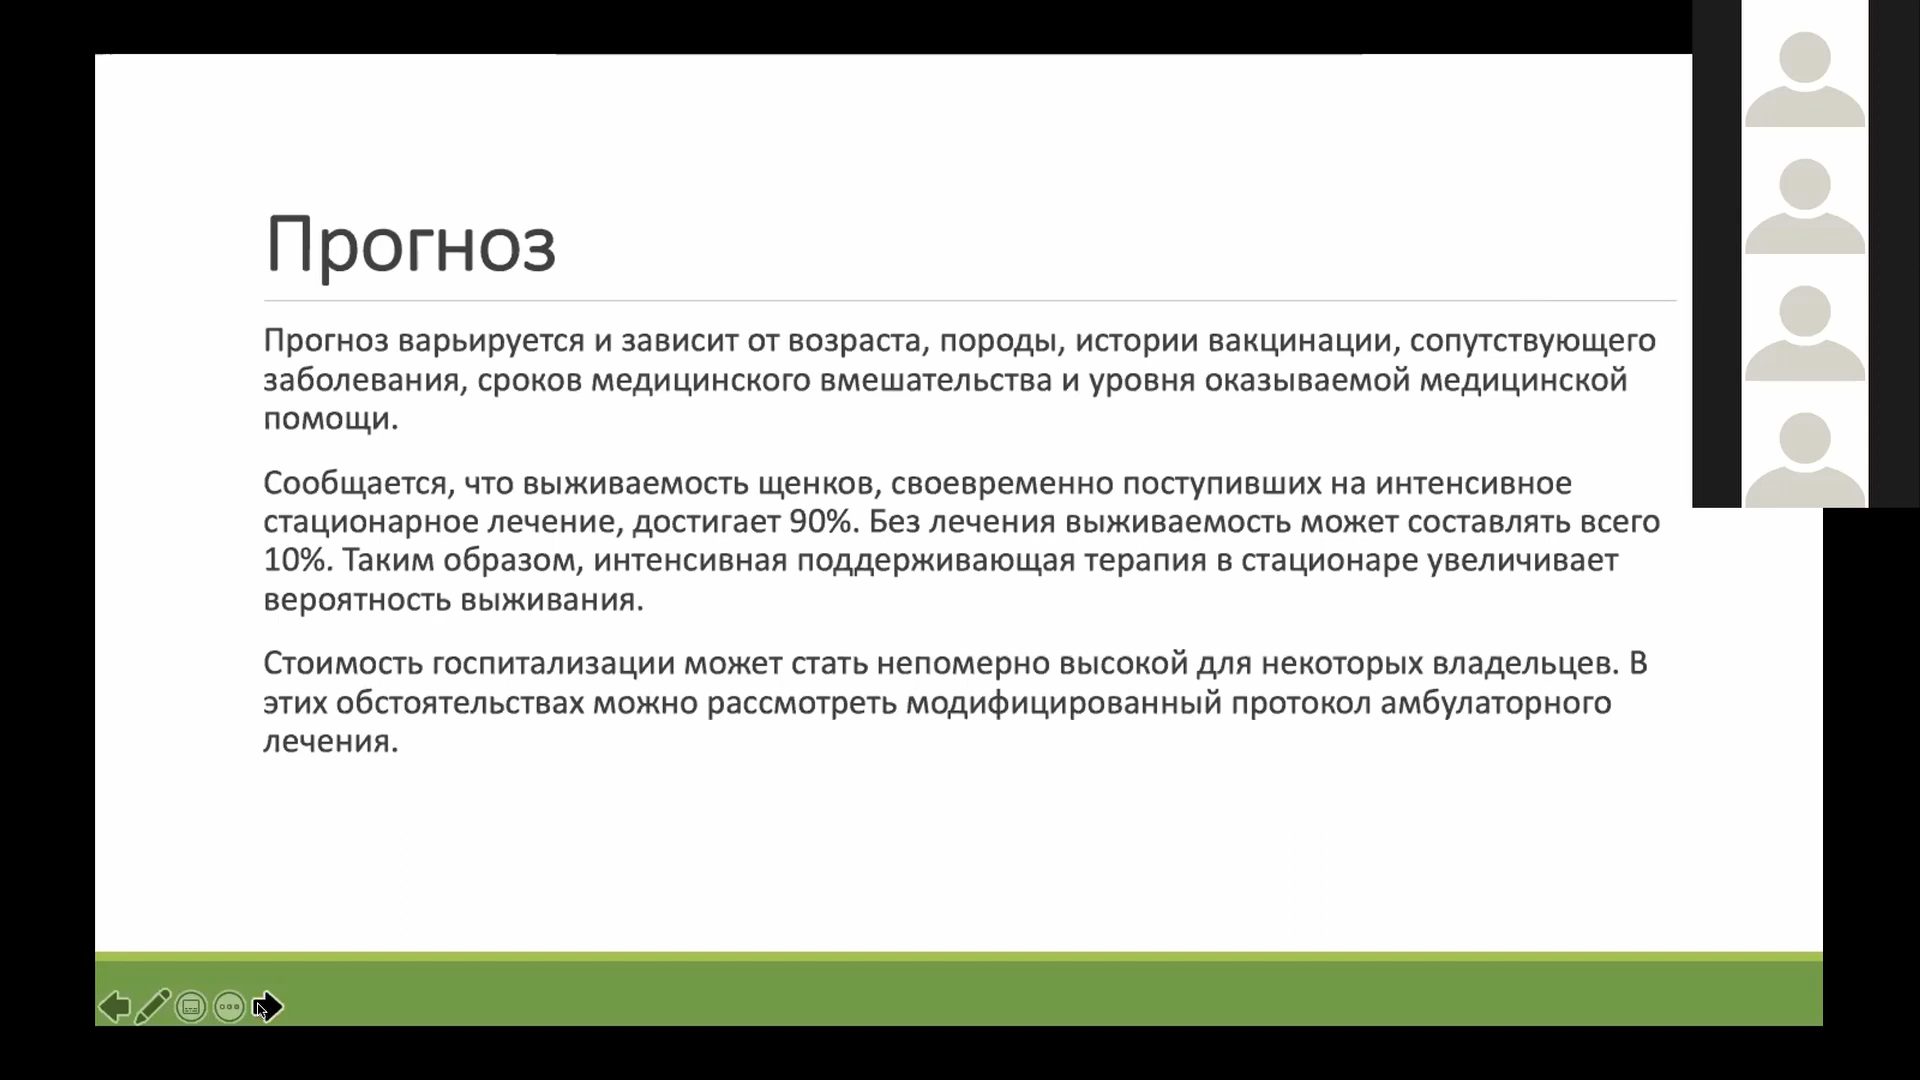 Прогноз
Прогноз варьируется и зависит от возраста, породы, истории вакцинации, сопутствующего
заболевания, сроков медицинского вмешательства и уровня оказываемой медицинской
помощи.
Сообщается, что выживаемость щенков, своевременно поступивших на интенсивное
стационарное лечение, достигает 90%. Без лечения выживаемость может составлять всего
10%. Таким образом, интенсивная поддерживающая терапия в стационаре увеличивает
вероятность выживания.
Стоимость госпитализации может стать непомерно высокой для некоторых владельцев. В
этих обстоятельствах можно рассмотреть модифицированный протокол амбулаторного
лечения.